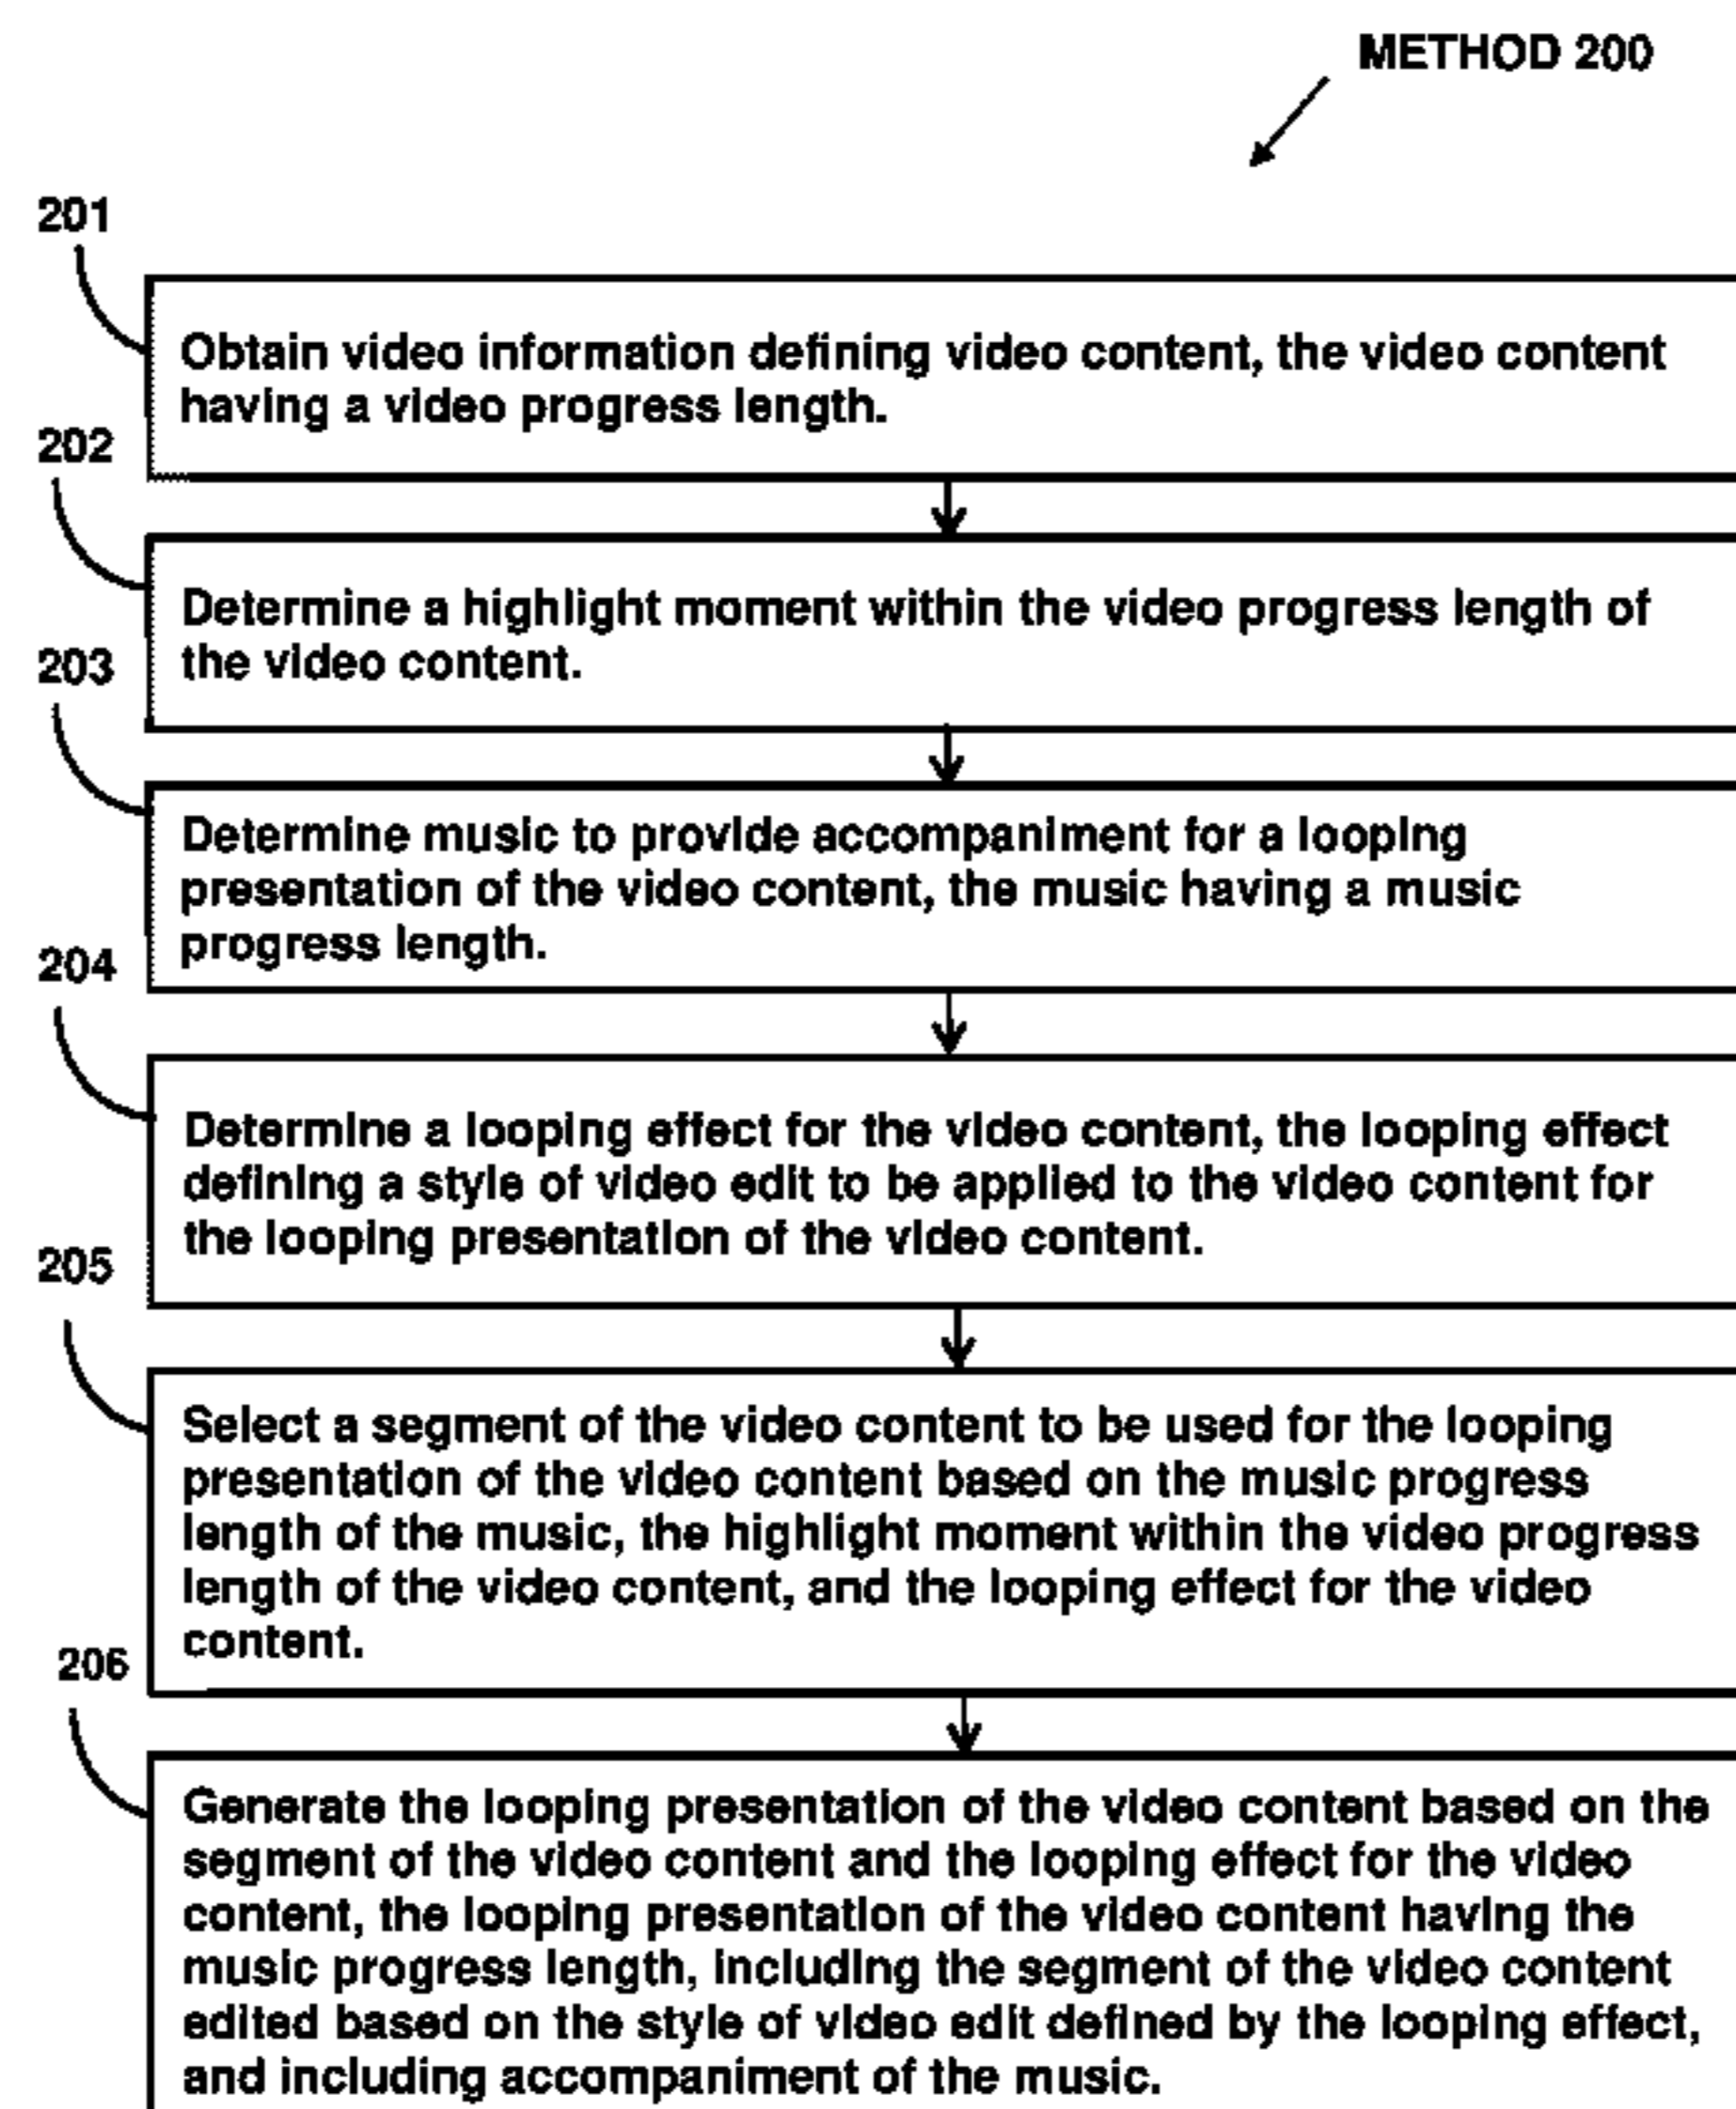 METHOD 200
201
Obtain video information defining video content, the video content
having a video progress length.
202
Determine a highlight moment within the video progress length of
the video content.
203
Determine music to provide accompaniment for a looping
presentation of the video content, the music having a music
progress length.
204
Determine a looping effect for the video content, the looping effect
defining a style of video edit to be applied to the video content for
the looping presentation of the video content.
205
Select a segment of the video content to be used for the looping
presentation of the video content based on the music progress
length of the music, the highlight moment within the video progress
length of the video content, and the looping effect for the video
content.
206
Generate the looping presentation of the video content based on the
segment of the video content and the looping effect for the video
content, the looping presentation of the video content having the
music progress length, including the segment of the video content
edited based on the style of video edit defined by the looping effect,
and including accompaniment of the music.